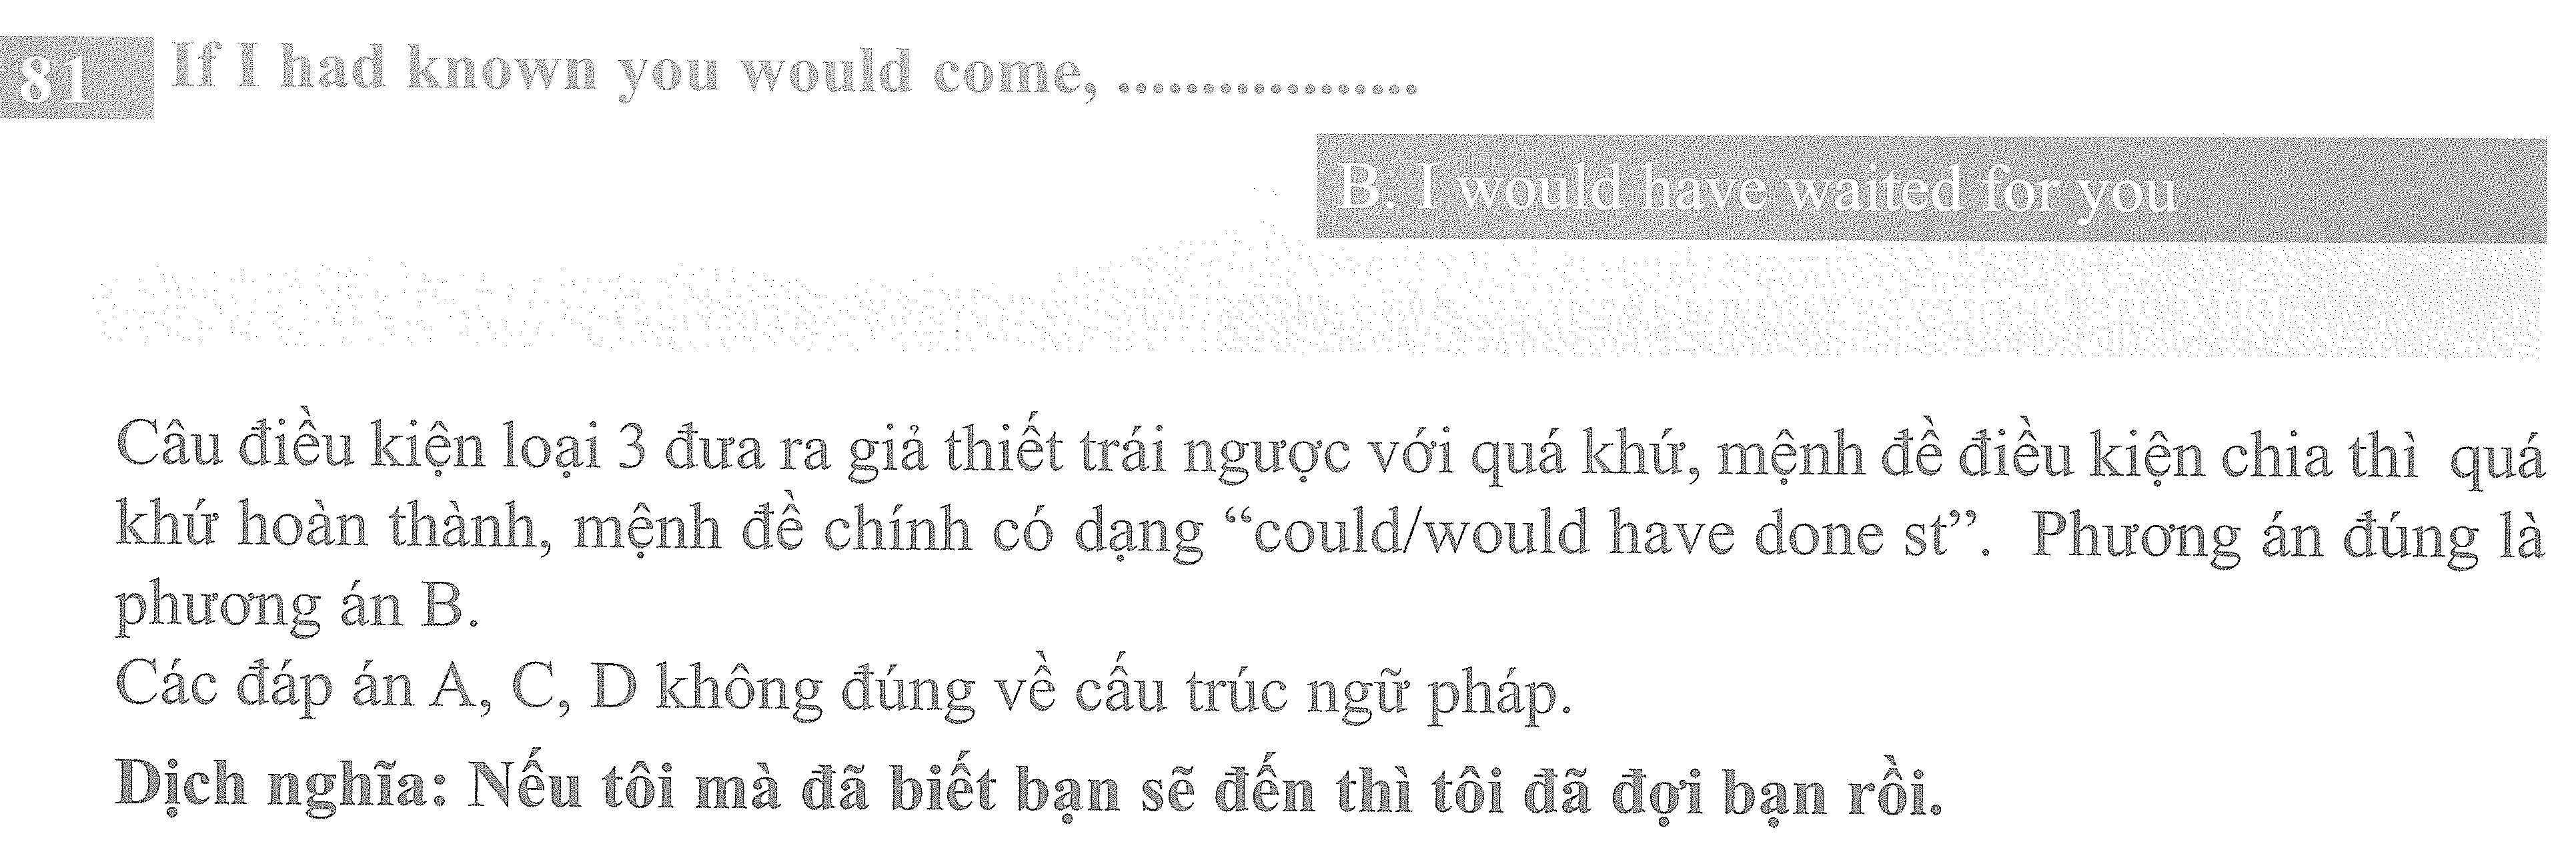 81 If I had known you would come, ..................
B. I would have waited for you
Câu điều kiện loại 3 đưa ra giả thiết trái ngược với quá khứ, mệnh đề điều kiện chia thì quá
khứ hoàn thành, mệnh đề chính có dạng “could/would have done st”. Phương án đúng là
phương án B.
Các đáp án A, C, D không đúng về cấu trúc ngữ pháp.
Dịch nghĩa: Nếu tôi mà đã biết bạn sẽ đến thì tôi đã đợi bạn rồi.